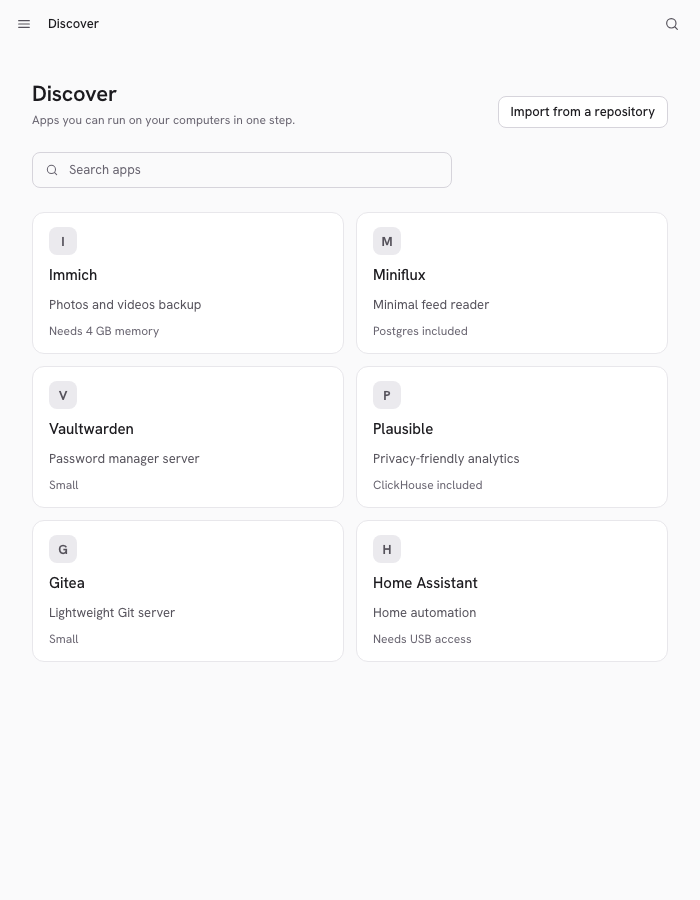 Discover
Discover
Apps you can run on your computers in one step.
Import from a repository
Search apps
I
Immich
Photos and videos backup
Needs 4 GB memory
M
Miniflux
Minimal feed reader
Postgres included
V
Vaultwarden
Password manager server
Small
P
Plausible
Privacy-friendly analytics
ClickHouse included
G
Gitea
Lightweight Git server
Small
H
Home Assistant
Home automation
Needs USB access